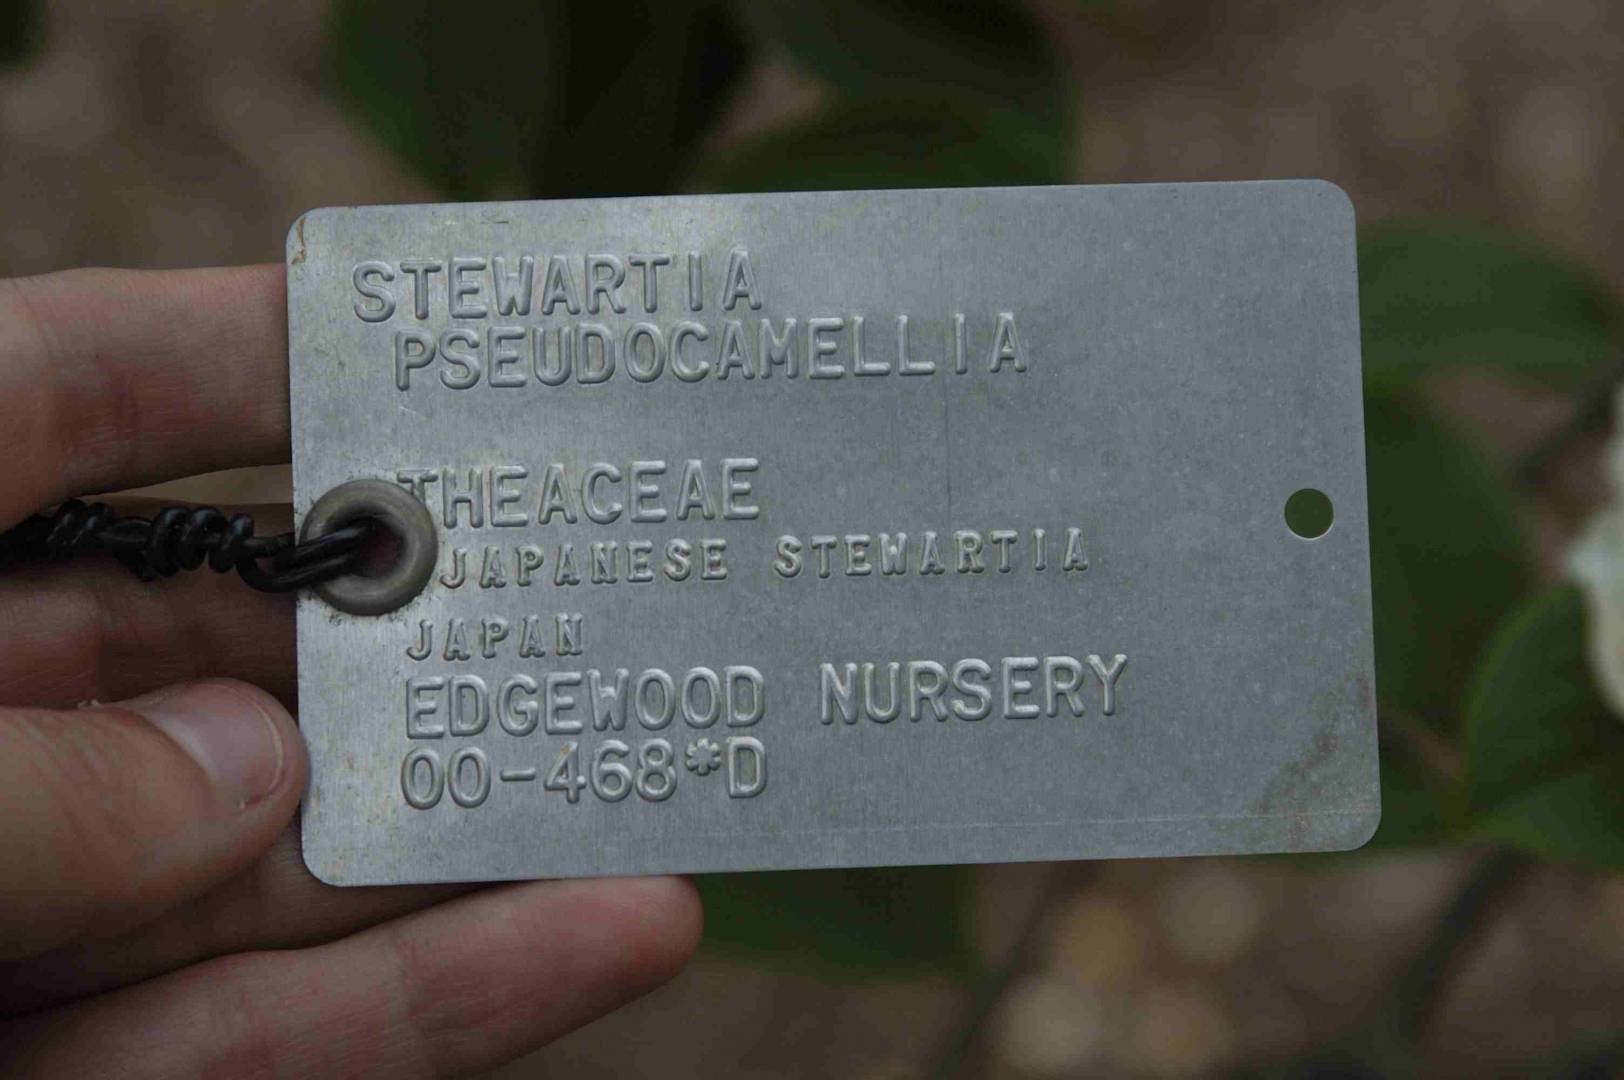 STEWARTIA
PSEUDOCAMELLIA
THEACEAE
JAPANESE STEWARTIA
JAPAN
EDGEWOOD NURSERY
00-468*D